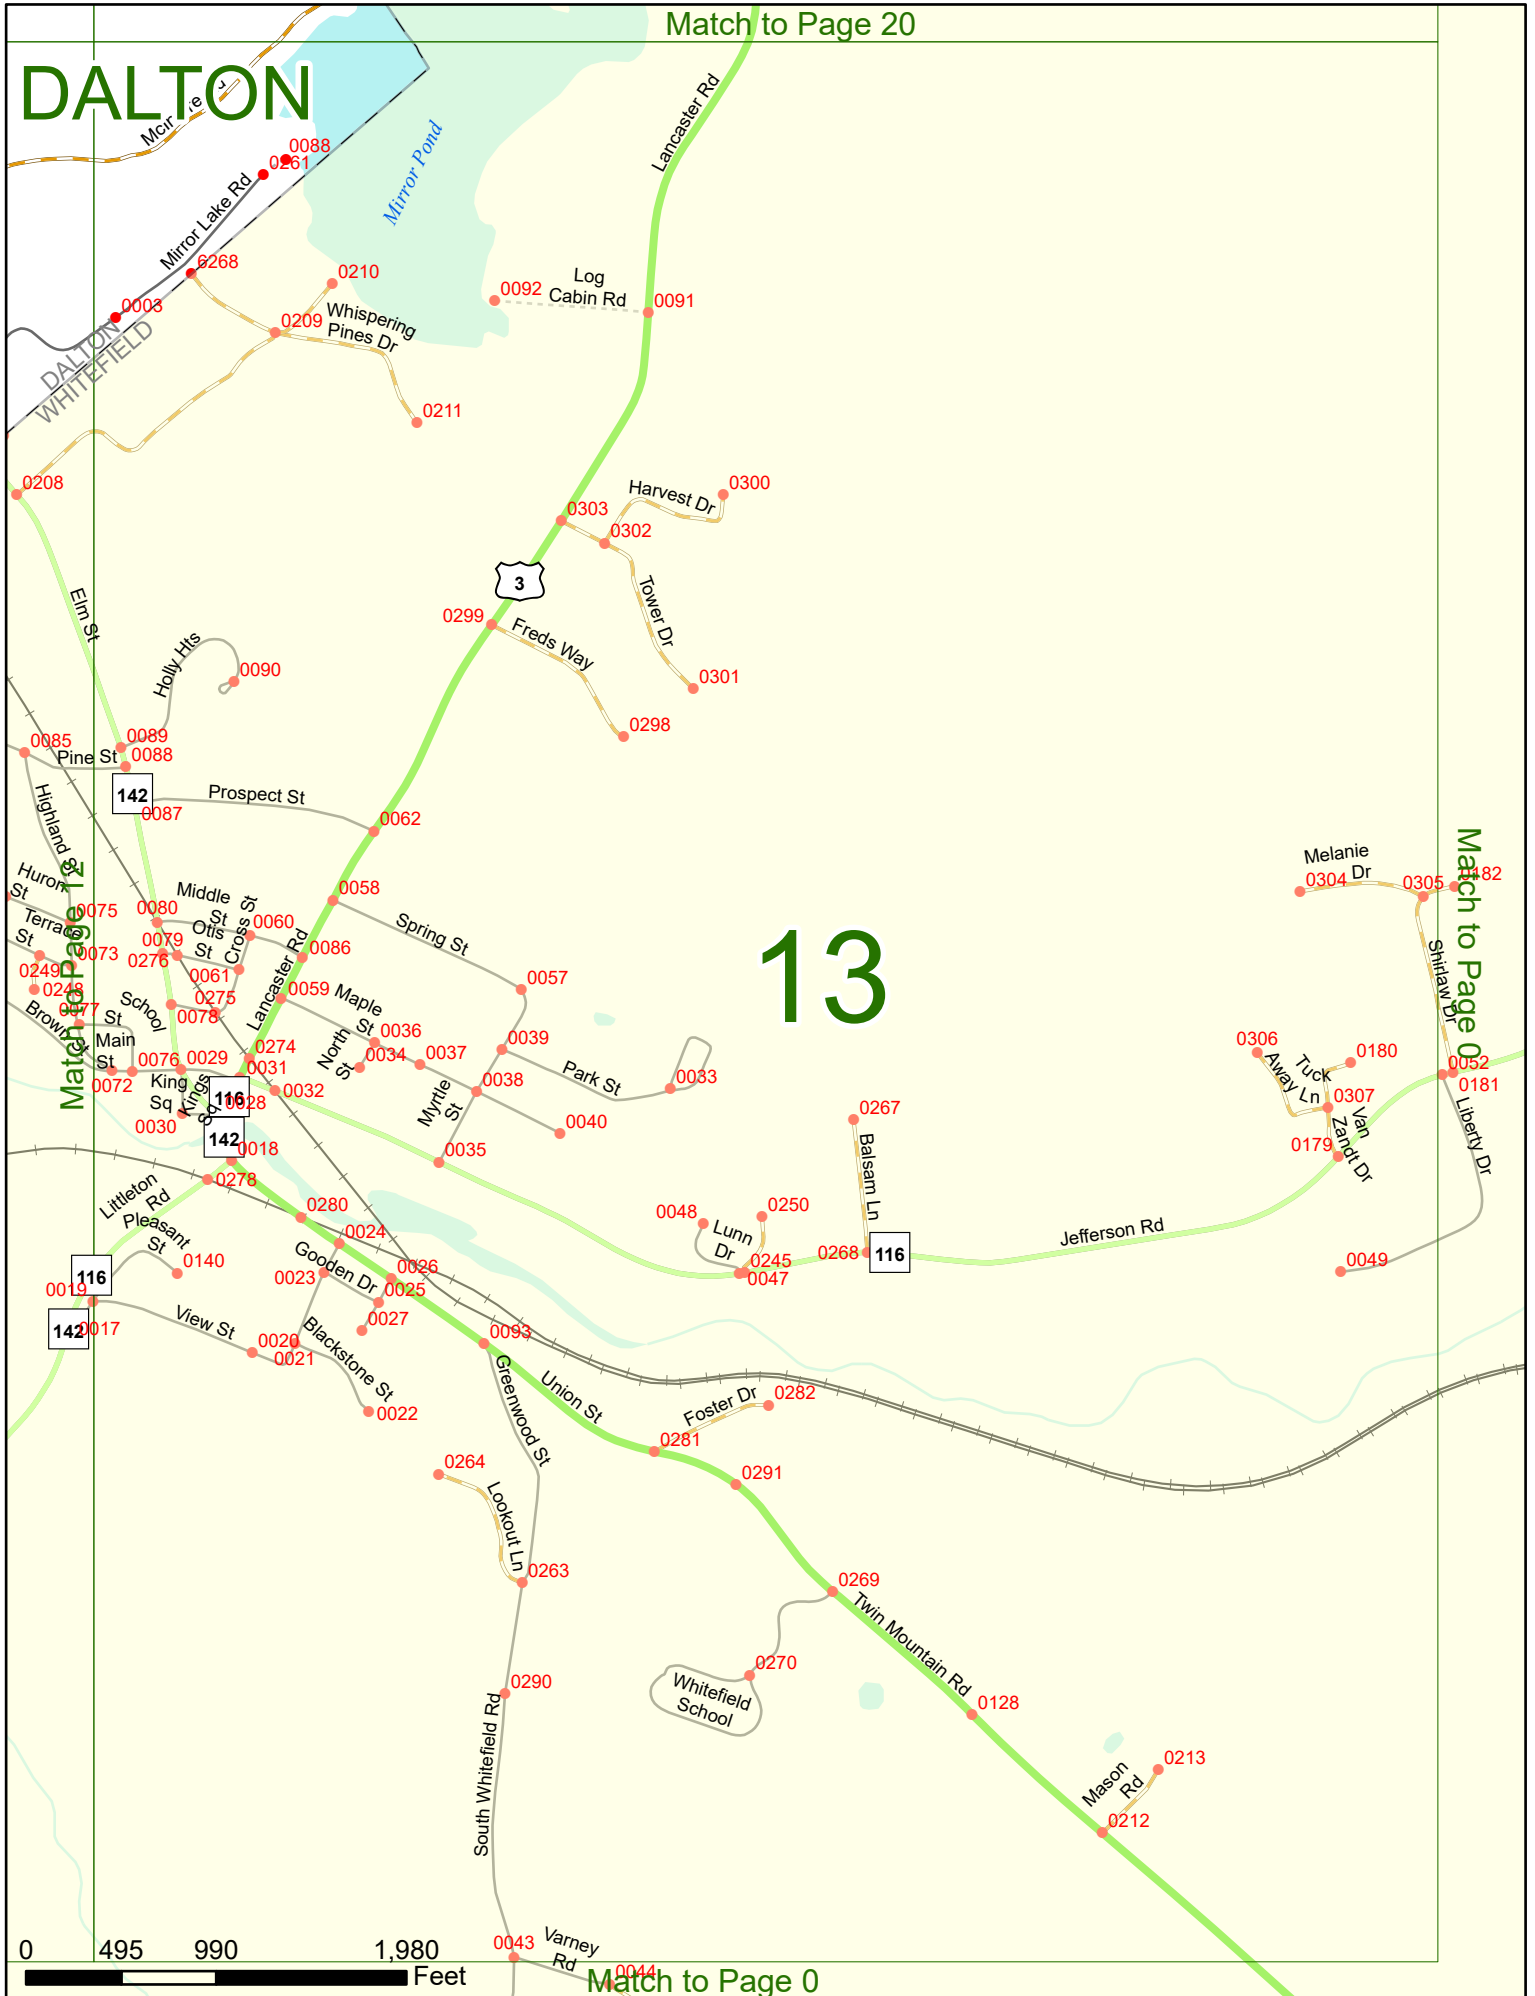 Match to Page 20
DALTON
Lancaster Rd
0088
0261
Mirror Pond
Mirror Lake Rd
6268
0210
0092
Log
Cabin Rd
0091
0003
0209
Whispering
Pines Dr
DALTON
WHITEFIELD
0211
0208
Harvest Dr
0300
0303
0302
3
Elm St
Tower Dr
0299
Freds Way
Holly Hts
0090
0301
0298
0085
0089
Pine St
0088
142
Prospect St
0087
Highland St
0062
Match to Page 12
Match to Page 0
Melanie
Dr
Huron
St
0304
0305
0182
Middle
St
0058
0075
0080
Otis
St
Cross St
0060
Terrace
St
Spring St
0079
0086
13
Shirlaw Dr
0073
0276
0061
Lancaster Rd
0249
0248
0057
School
St
0275
0059
Maple
St
0077
0078
Brown St
Main
St
North
St
0036
0039
0306
0274
0034
0037
Tuck
Away Ln
0180
0072
0076
0029
0031
Park St
0033
0052
0181
King
Sq
Kings
Sq
116
0028
0032
Myrtle
St
0038
0307
0030
142
0267
0040
Van
Zandt Dr
Liberty Dr
0018
0035
Balsam Ln
0179
0278
Littleton
Rd
0280
0048
0250
Lunn
Dr
Jefferson Rd
Pleasant
St
0024
0268
116
0140
Gooden Dr
0026
0245
0047
0049
116
0023
0025
0019
142
0017
View St
0027
0020
0021
Blackstone St
0093
Greenwood St
Union St
0022
Foster Dr
0282
0281
0264
0291
Lookout Ln
0263
0269
Twin Mountain Rd
0270
Whitefield
School
0290
South Whitefield Rd
0128
Mason
Rd
0213
0212
0043
Varney
Rd
0044
0 495 990 1,980
Feet
Match to Page 0